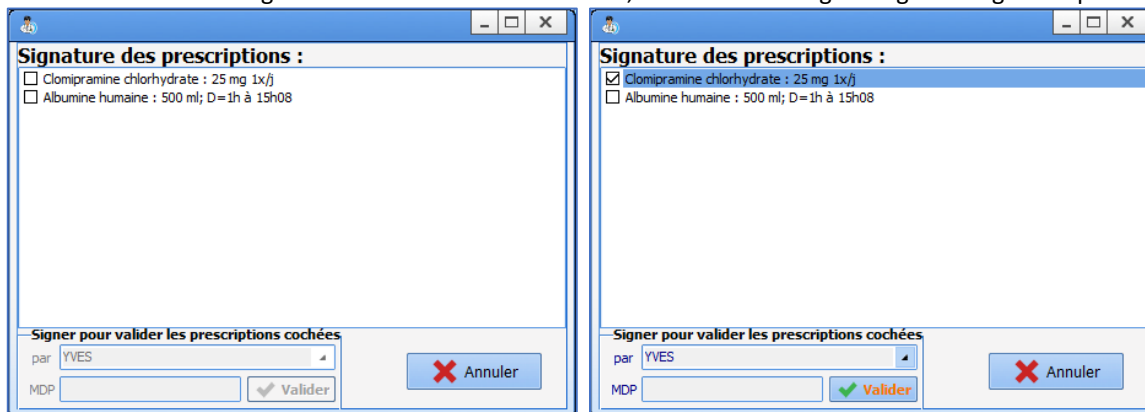 Signature des prescriptions :
Clomipramine chlorhydrate : 25 mg 1x/j
Albumine humaine : 500 ml; D=1h à 15h08
Signer pour valider les prescriptions cochées
par YVES
MDP Valider
Annuler
Signature des prescriptions :
Clomipramine chlorhydrate : 25 mg 1x/j
Albumine humaine : 500 ml; D=1h à 15h08
Signer pour valider les prescriptions cochées
par YVES
MDP Valider
Annuler